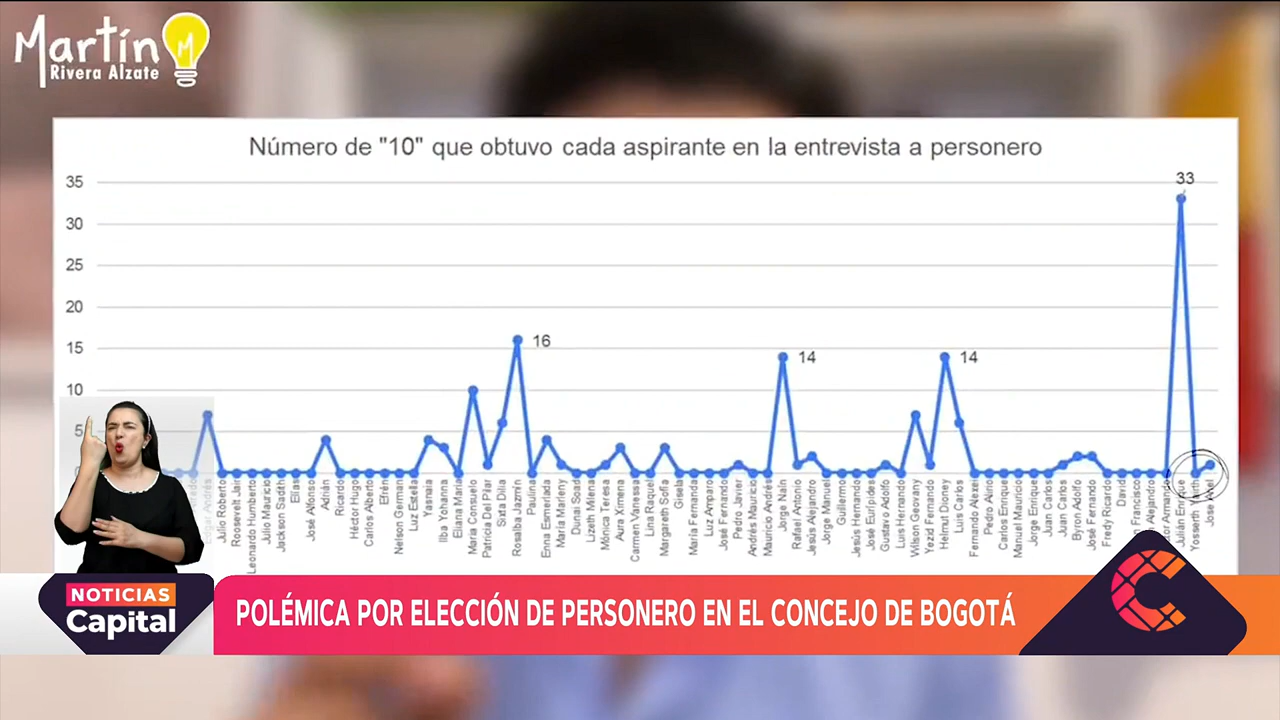 Martín
Rivera Alzate
Número de "10" que obtuvo cada aspirante en la entrevista a personero
35
30
25
20
15
10
5
33
16
14
14
Julio Roberto
Roosevelt Jair
Leonardo Humberto
Julio Mauricio
Jackson Sadith
Elías
José Alfonso
Adrián
Ricardo
Héctor Hugo
Carlos Alberto
Efrén
Nelson Germán
Luz Estella
Yasnaia
Ilba Yohanna
Eliana María
María Consuelo
Patricia Del Pilar
Siata Dilia
Rosalba Jazmín
Paulina
Enna Esmeralda
María Marleny
Dunai Soad
Lizeth Milena
Mónica Teresa
Aura Ximena
Carmen Vanessa
Lina Raquel
Margareth Sofía
Gisela
María Fernanda
Luz Amparo
José Fernando
Pedro Javier
Andrés Mauricio
Mauricio Andrés
Jorge Naín
Rafael Antonio
Jesús Alejandro
Jorge Manuel
Guillermo
Jesús Hernando
José Eurípides
Gustavo Adolfo
Luis Hernando
Wilson Geovany
Yezid Fernando
Helmut Dioney
Luis Carlos
Fernando Alexei
Pedro Alirio
Carlos Enrique
Manuel Mauricio
Jorge Enrique
Juan Carlos
Juan Carlos
Byron Adolfo
José Fernando
Fredy Ricardo
David
Francisco
Alejandro
Armando
Julián Enrique
Yosseth
José Abel
NOTICIAS
Capital
POLÉMICA POR ELECCIÓN DE PERSONERO EN EL CONCEJO DE BOGOTÁ